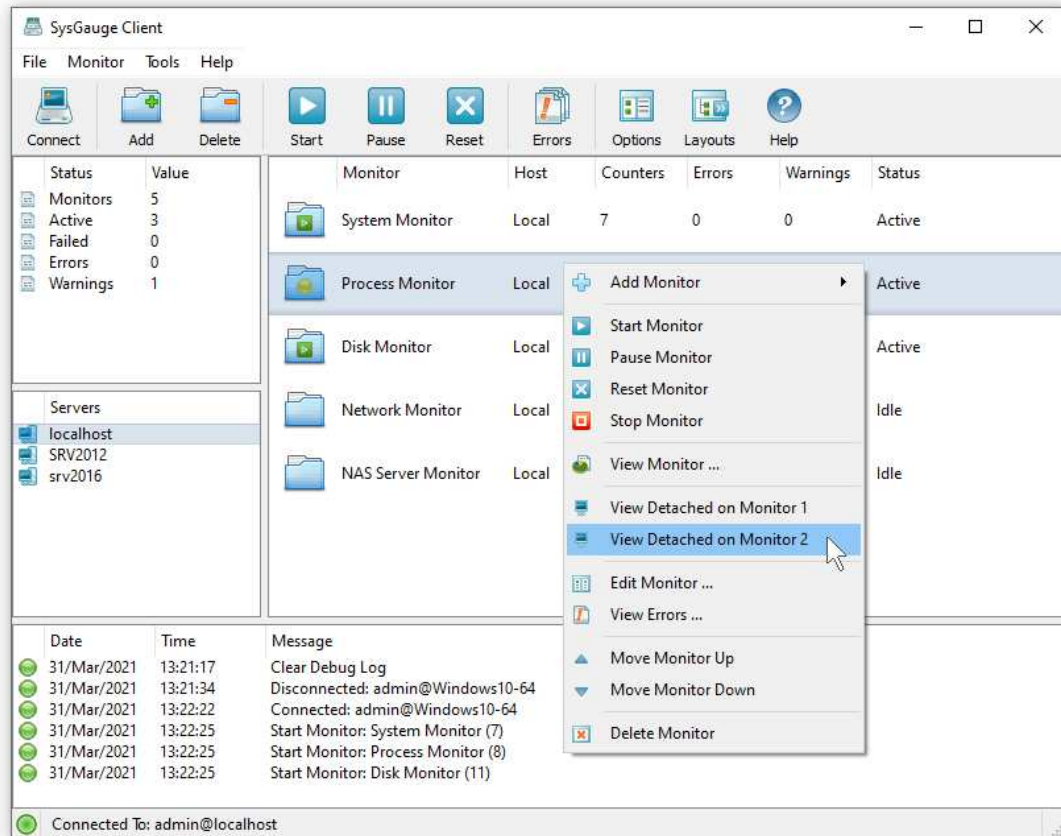 SysGauge Client
File Monitor Tools Help
Connect Add Delete Start Pause Reset Errors Options Layouts Help
Status Value
Monitors 5
Active 3
Failed 0
Errors 0
Warnings 1
Servers
localhost
SRV2012
srv2016
Monitor Host Counters Errors Warnings Status
System Monitor Local 7 0 0 Active
Process Monitor Local Active
Disk Monitor Local Active
Network Monitor Local Idle
NAS Server Monitor Local Idle
Add Monitor
Start Monitor
Pause Monitor
Reset Monitor
Stop Monitor
View Monitor ...
View Detached on Monitor 1
View Detached on Monitor 2
Edit Monitor ...
View Errors ...
Move Monitor Up
Move Monitor Down
Delete Monitor
Date Time Message
31/Mar/2021 13:21:17 Clear Debug Log
31/Mar/2021 13:21:34 Disconnected: admin@Windows10-64
31/Mar/2021 13:22:22 Connected: admin@Windows10-64
31/Mar/2021 13:22:25 Start Monitor: System Monitor (7)
31/Mar/2021 13:22:25 Start Monitor: Process Monitor (8)
31/Mar/2021 13:22:25 Start Monitor: Disk Monitor (11)
Connected To: admin@localhost